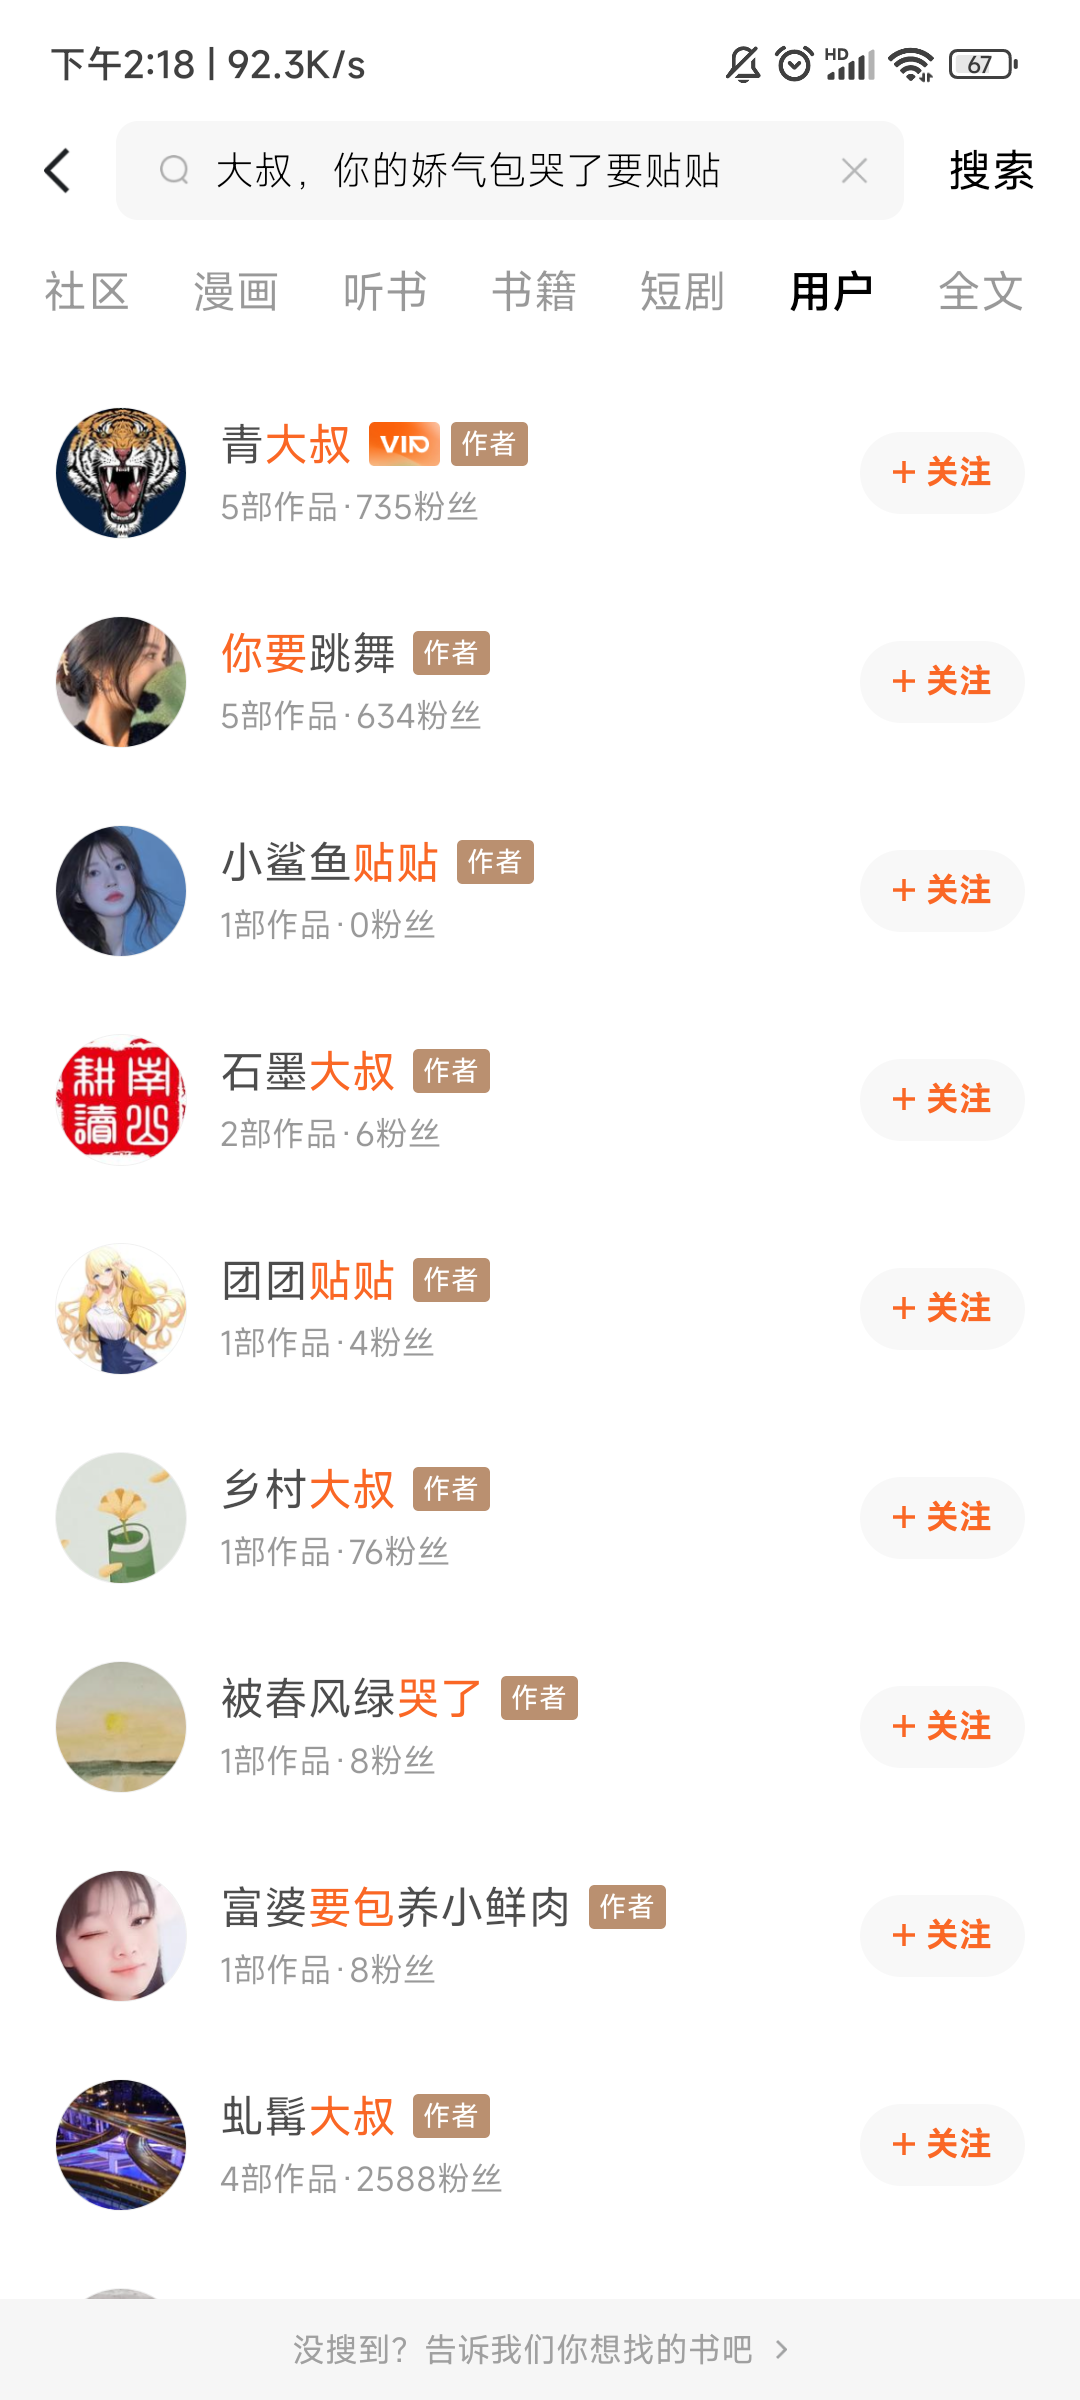 下午2:18 | 92.3K/s
HD
67
大叔，你的娇气包哭了要贴贴
搜索
社区 漫画 听书 书籍 短剧 用户 全文
青大叔 VIP 作者
5部作品·735粉丝
+ 关注
你要跳舞 作者
5部作品·634粉丝
+ 关注
小鲨鱼贴贴 作者
1部作品·0粉丝
+ 关注
耕南
讀山
石墨大叔 作者
2部作品·6粉丝
+ 关注
团团贴贴 作者
1部作品·4粉丝
+ 关注
乡村大叔 作者
1部作品·76粉丝
+ 关注
被春风绿哭了 作者
1部作品·8粉丝
+ 关注
富婆要包养小鲜肉 作者
1部作品·8粉丝
+ 关注
虬髯大叔 作者
4部作品·2588粉丝
+ 关注
没搜到？告诉我们你想找的书吧 >